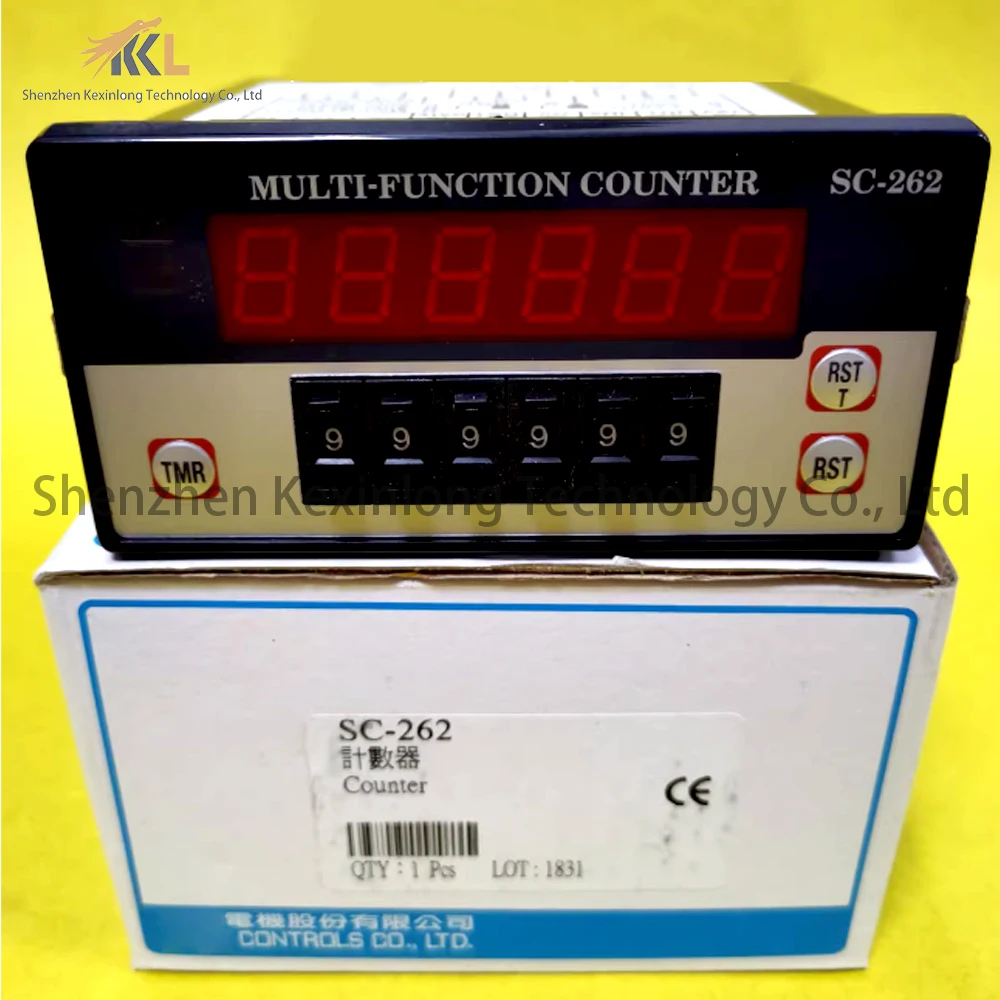 KKL
Shenzhen Kexinlong Technology Co., Ltd
MULTI-FUNCTION COUNTER SC-262
RST
T
9 9 9 9 9 9
TMR
RST
Shenzhen Kexinlong Technology Co., Ltd
SC-262
計數器
Counter
CE
QTY : 1 Pcs LOT : 1831
電機股份有限公司
CONTROLS CO., LTD.